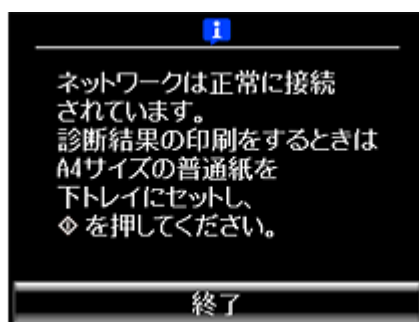 ネットワークは正常に接続
されています。
診断結果の印刷をするときは
A4サイズの普通紙を
下トレイにセットし、
を押してください。
終了